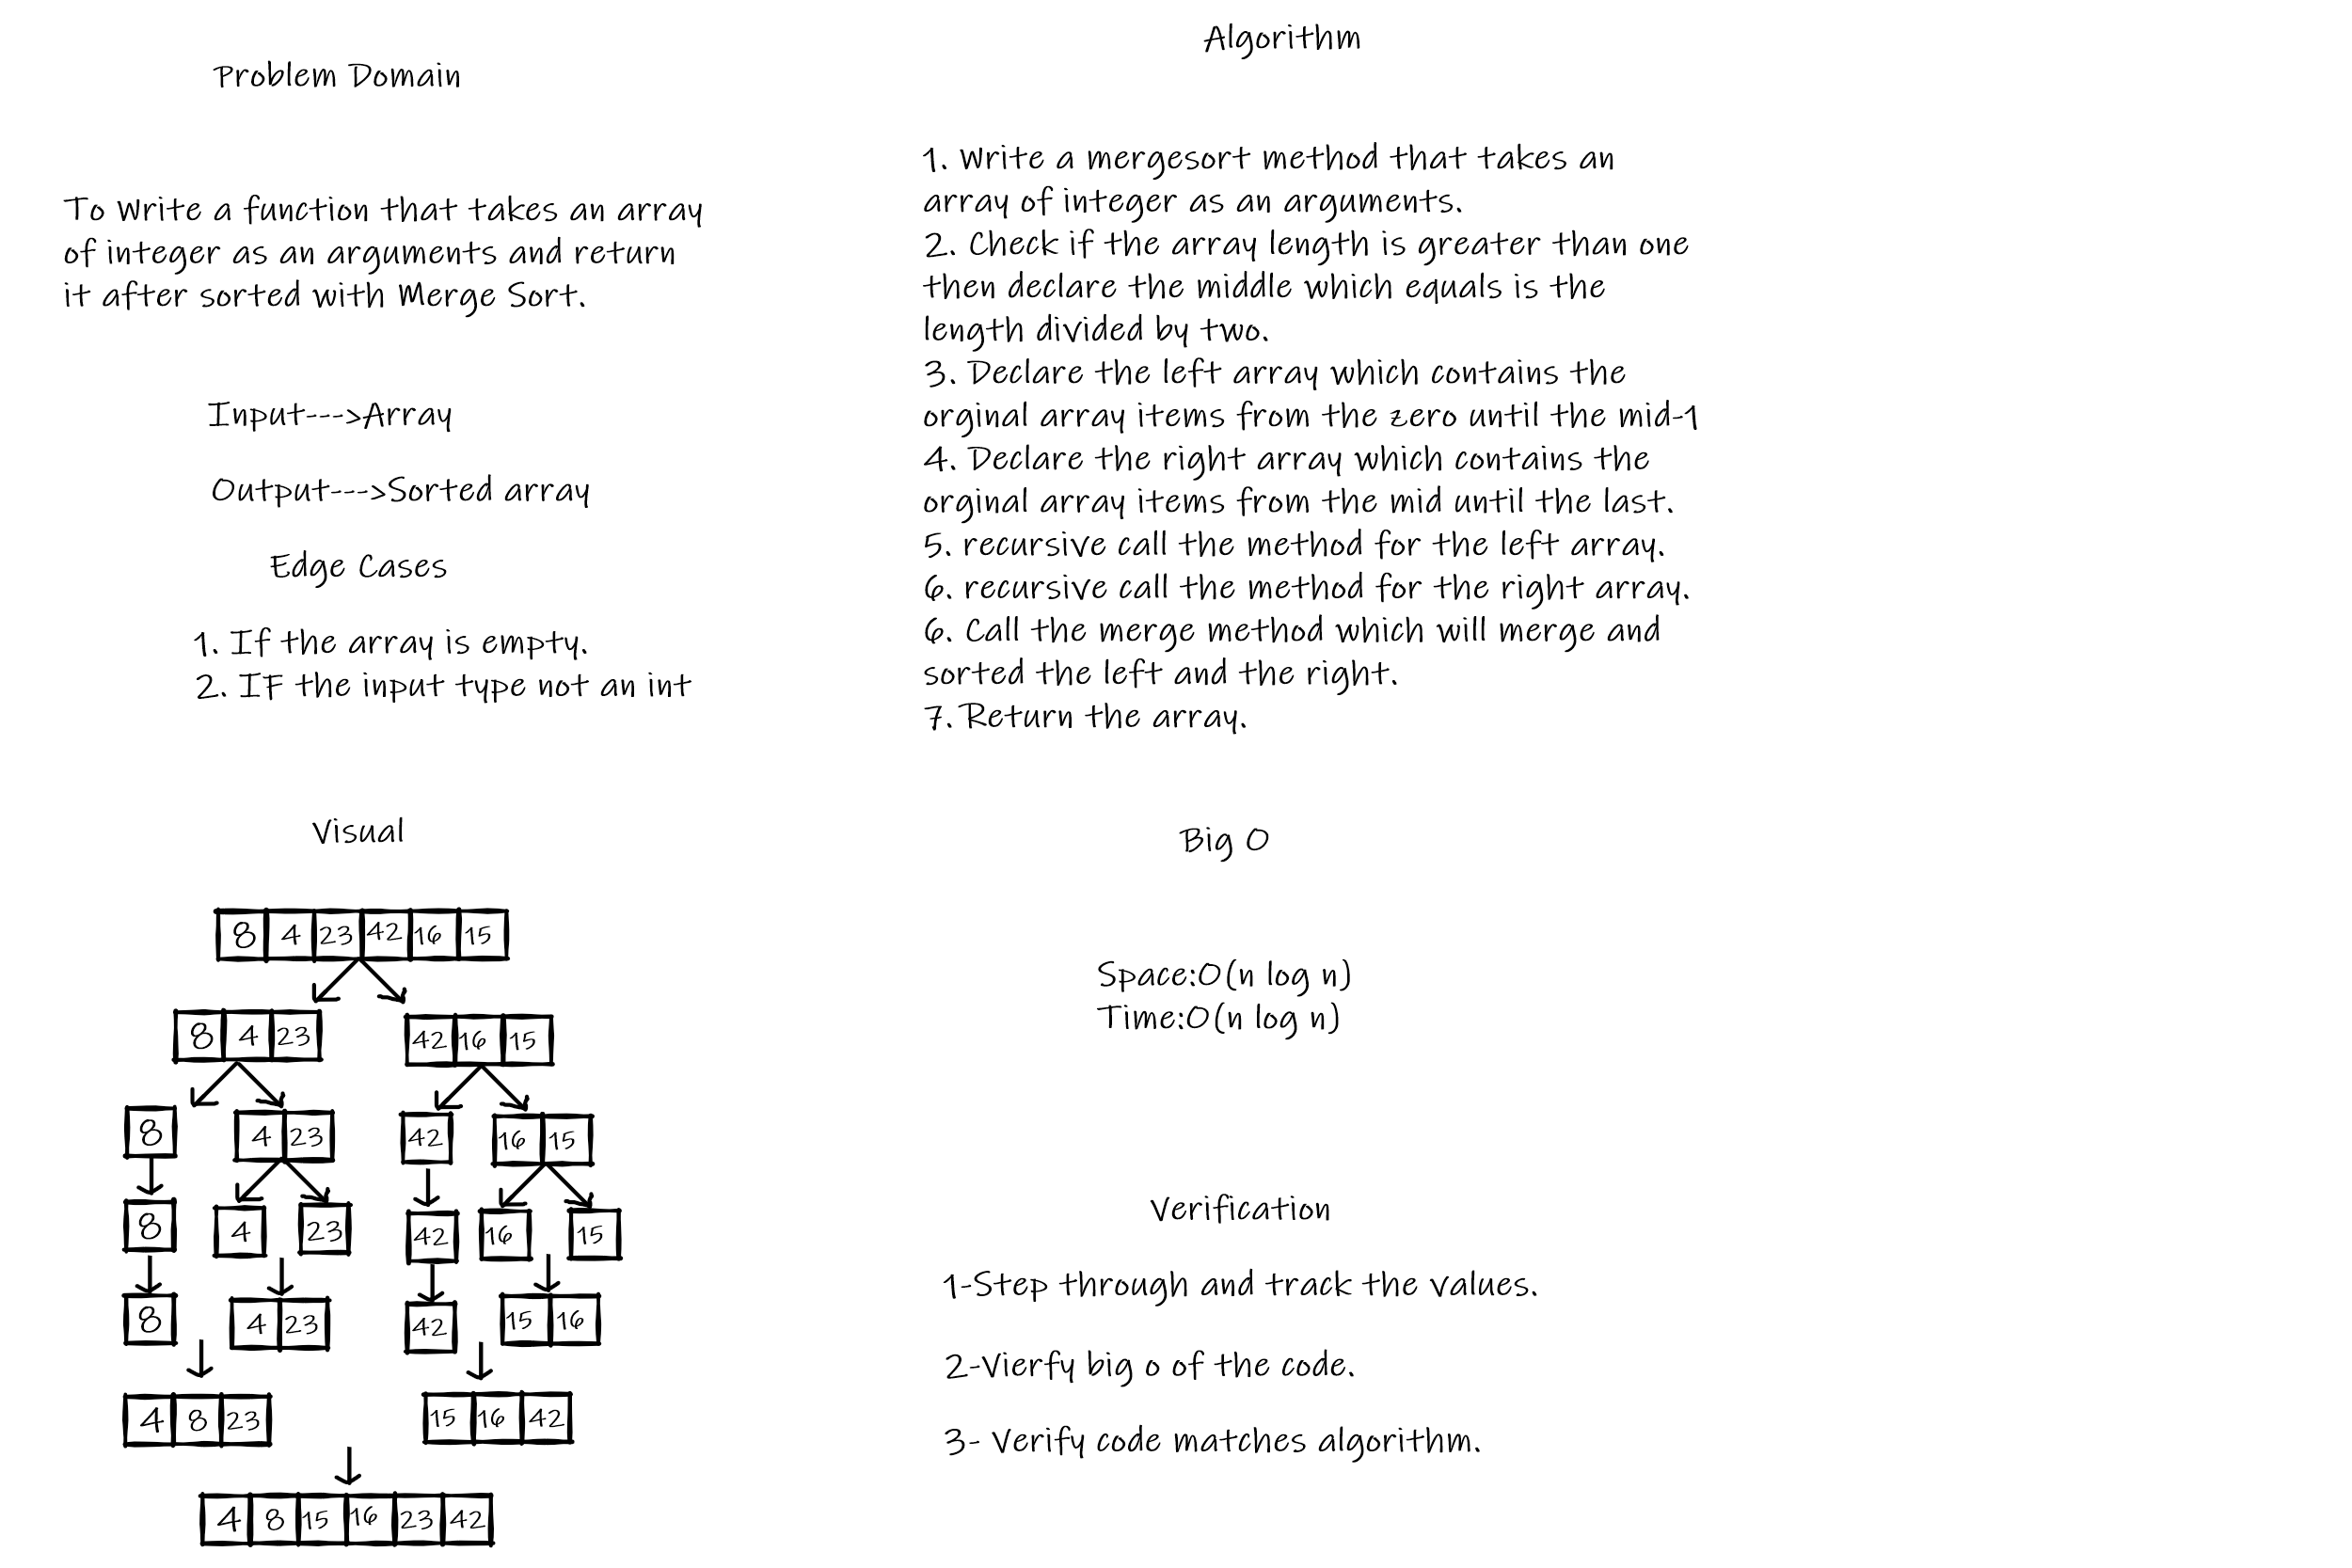 Problem Domain
To Write a function that takes an array
of integer as an arguments and return
it after sorted with Merge Sort.
Input--->Array
Output--->Sorted array
Edge Cases
1. If the array is empty.
2. IF the input type not an int
Visual
8 4 23 42 16 15
8 4 23 42 16 15
8 4 23 42 16 15
8 4 23 42 16 15
8 4 23 42 15 16
4 8 23 15 16 42
4 8 15 16 23 42
Algorithm
1. Write a mergesort method that takes an
array of integer as an arguments.
2. Check if the array length is greater than one
then declare the middle which equals is the
length divided by two.
3. Declare the left array which contains the
orginal array items from the zero until the mid-1
4. Declare the right array which contains the
orginal array items from the mid until the last.
5. recursive call the method for the left array.
6. recursive call the method for the right array.
6. Call the merge method which will merge and
sorted the left and the right.
7. Return the array.
Big O
Space:O(n log n)
Time:O(n log n)
Verification
1-Step through and track the values.
2-Vierfy big o of the code.
3- Verify code matches algorithm.